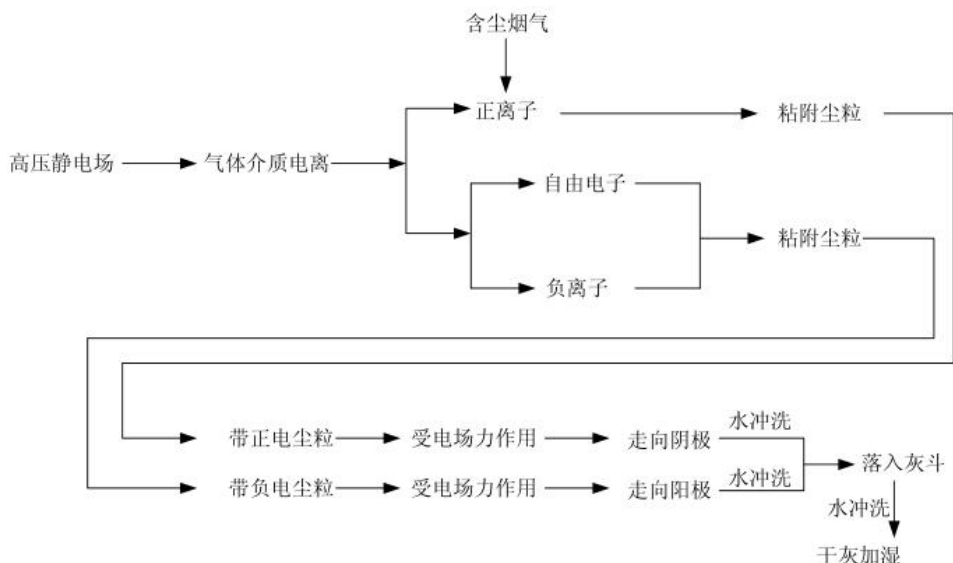 含尘烟气
正离子
粘附尘粒
高压静电场
气体介质电离
自由电子
粘附尘粒
负离子
带正电尘粒
受电场力作用
走向阴极
水冲洗
落入灰斗
带负电尘粒
受电场力作用
走向阳极
水冲洗
水冲洗
干灰加湿